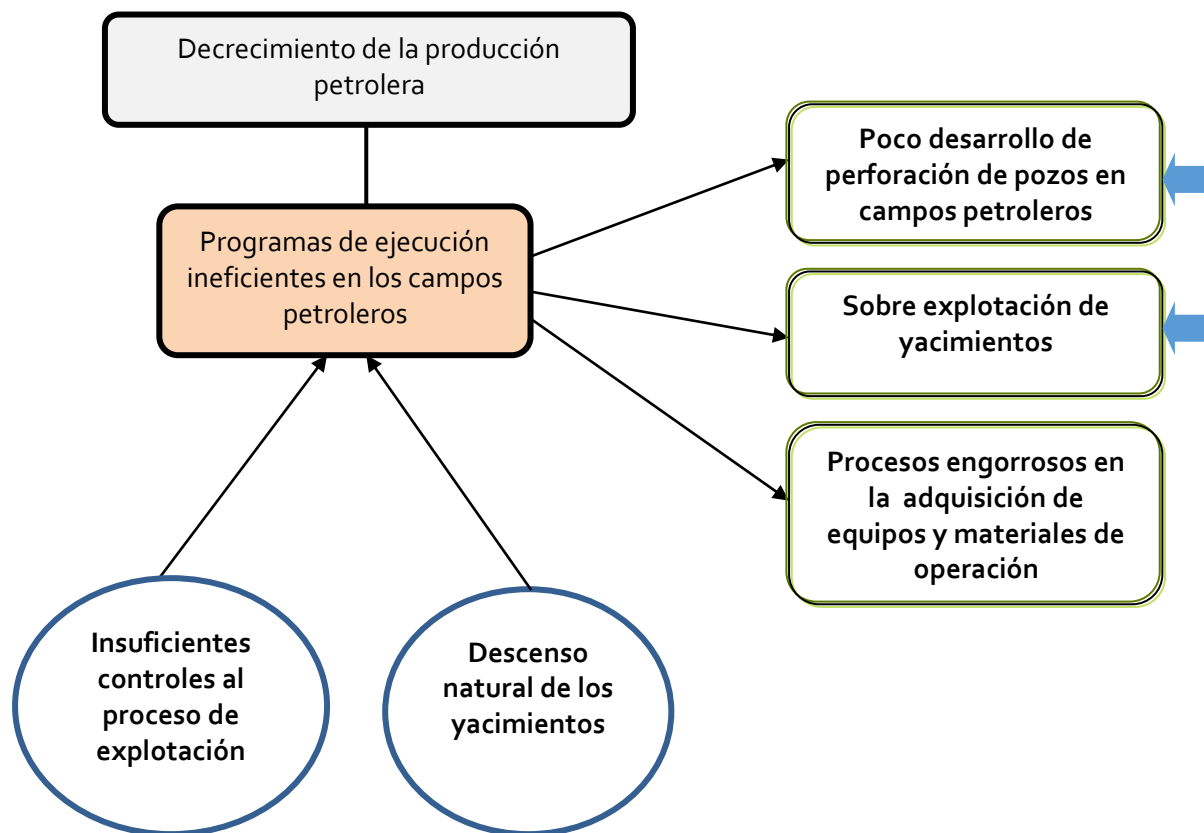 Decrecimiento de la producción
petrolera
Poco desarrollo de
perforación de pozos en
campos petroleros
Programas de ejecución
ineficientes en los campos
petroleros
Sobre explotación de
yacimientos
Procesos engorrosos en
la adquisición de
equipos y materiales de
operación
Insuficientes
controles al
proceso de
explotación
Descenso
natural de los
yacimientos